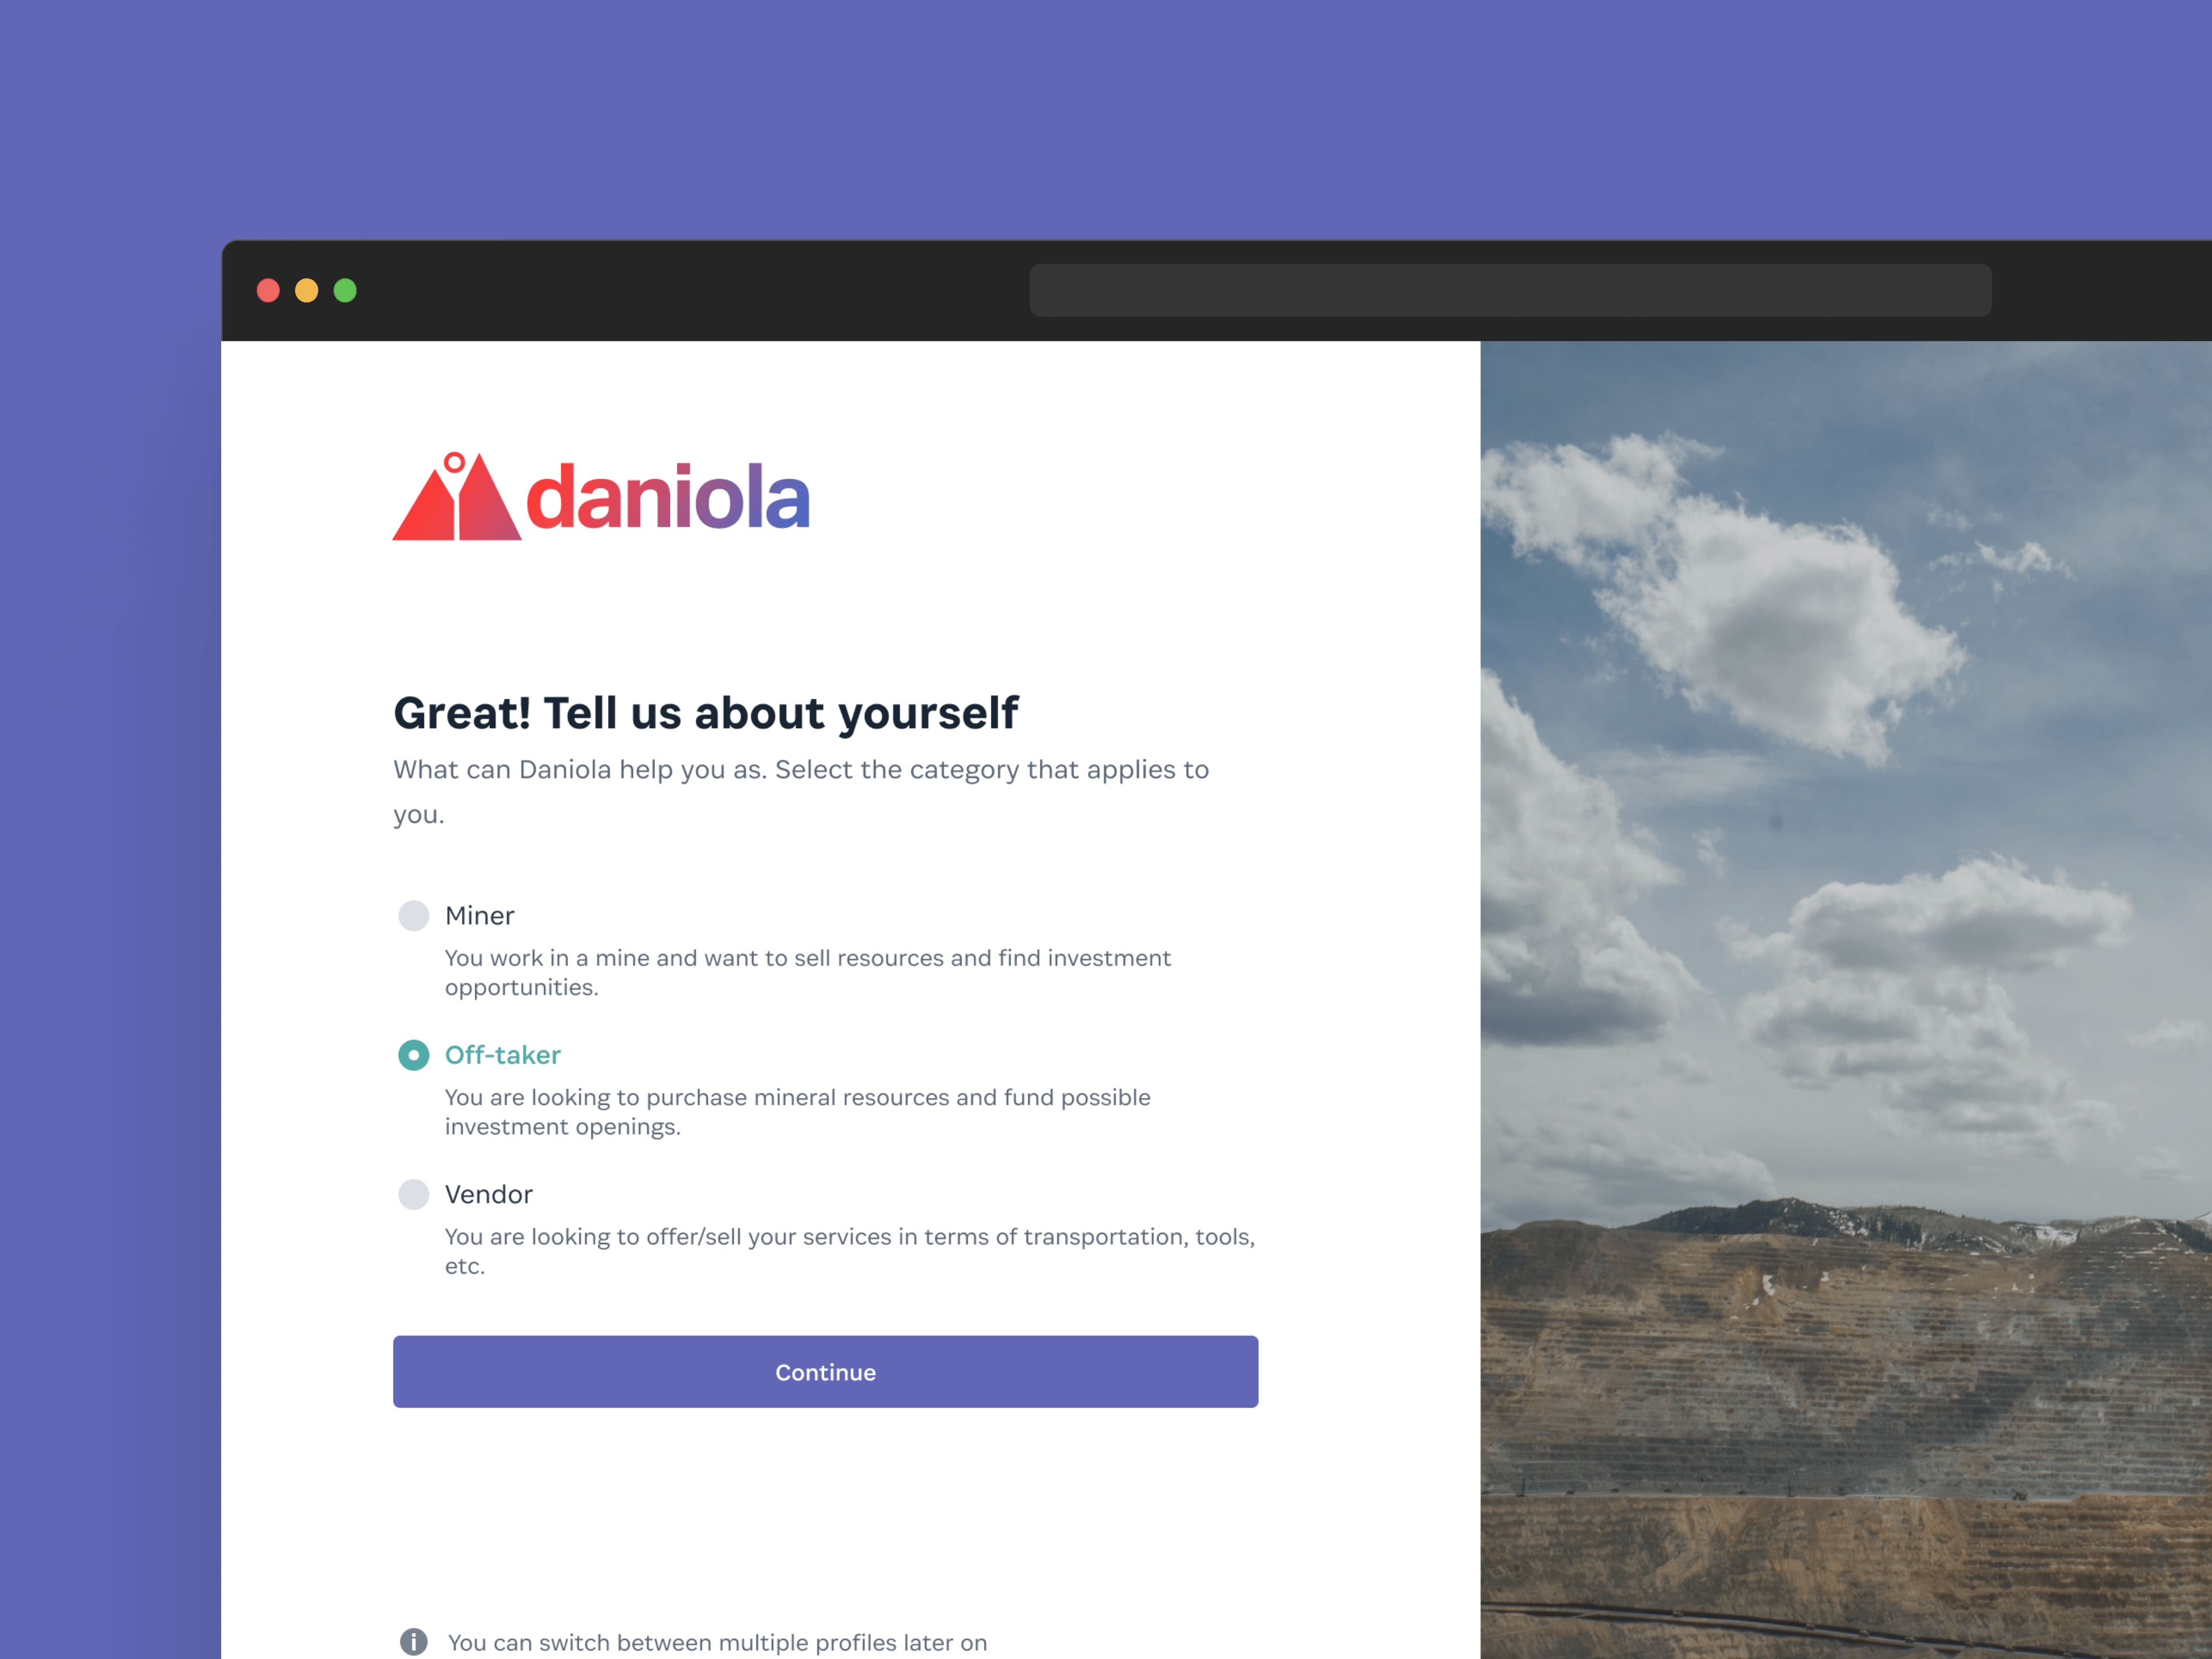 daniola
Great! Tell us about yourself
What can Daniola help you as. Select the category that applies to
you.
Miner
You work in a mine and want to sell resources and find investment
opportunities.
Off-taker
You are looking to purchase mineral resources and fund possible
investment openings.
Vendor
You are looking to offer/sell your services in terms of transportation, tools,
etc.
Continue
You can switch between multiple profiles later on